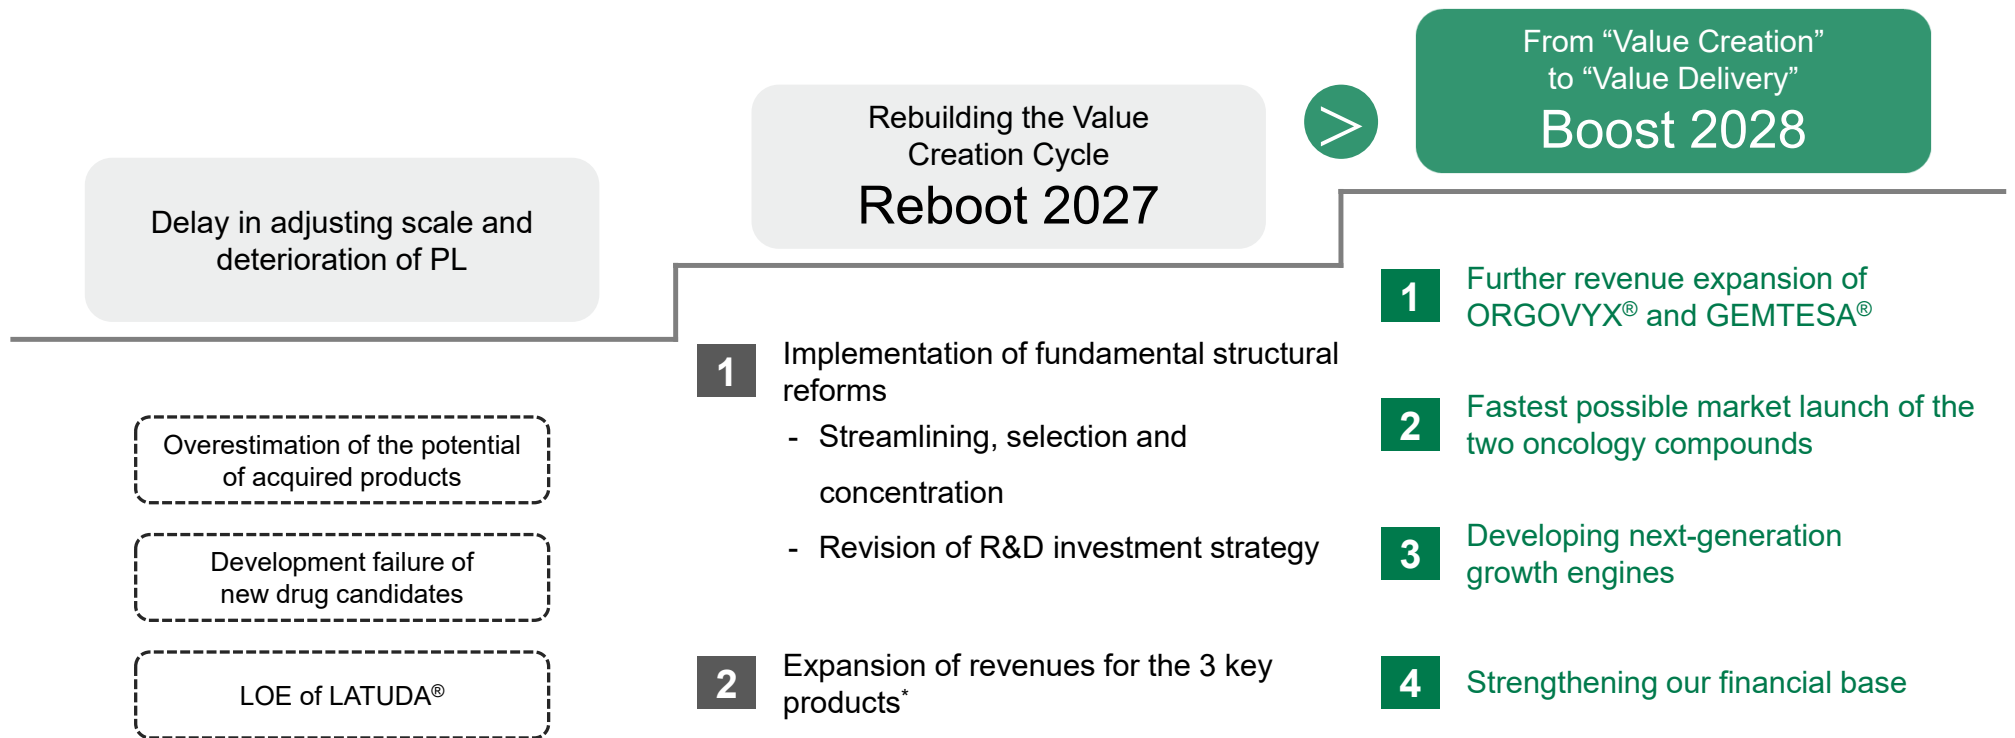 Delay in adjusting scale and
deterioration of PL
Overestimation of the potential
of acquired products
Development failure of
new drug candidates
LOE of LATUDA®
Rebuilding the Value
Creation Cycle
Reboot 2027
1 Implementation of fundamental structural
reforms
- Streamlining, selection and
concentration
- Revision of R&D investment strategy
2 Expansion of revenues for the 3 key
products*
>
From “Value Creation”
to “Value Delivery”
Boost 2028
1 Further revenue expansion of
ORGOVYX® and GEMTESA®
2 Fastest possible market launch of the
two oncology compounds
3 Developing next-generation
growth engines
4 Strengthening our financial base